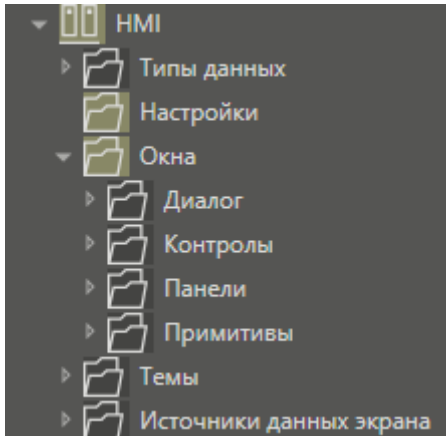 HMI
Типы данных
Настройки
Окна
Диалог
Контролы
Панели
Примитивы
Темы
Источники данных экрана